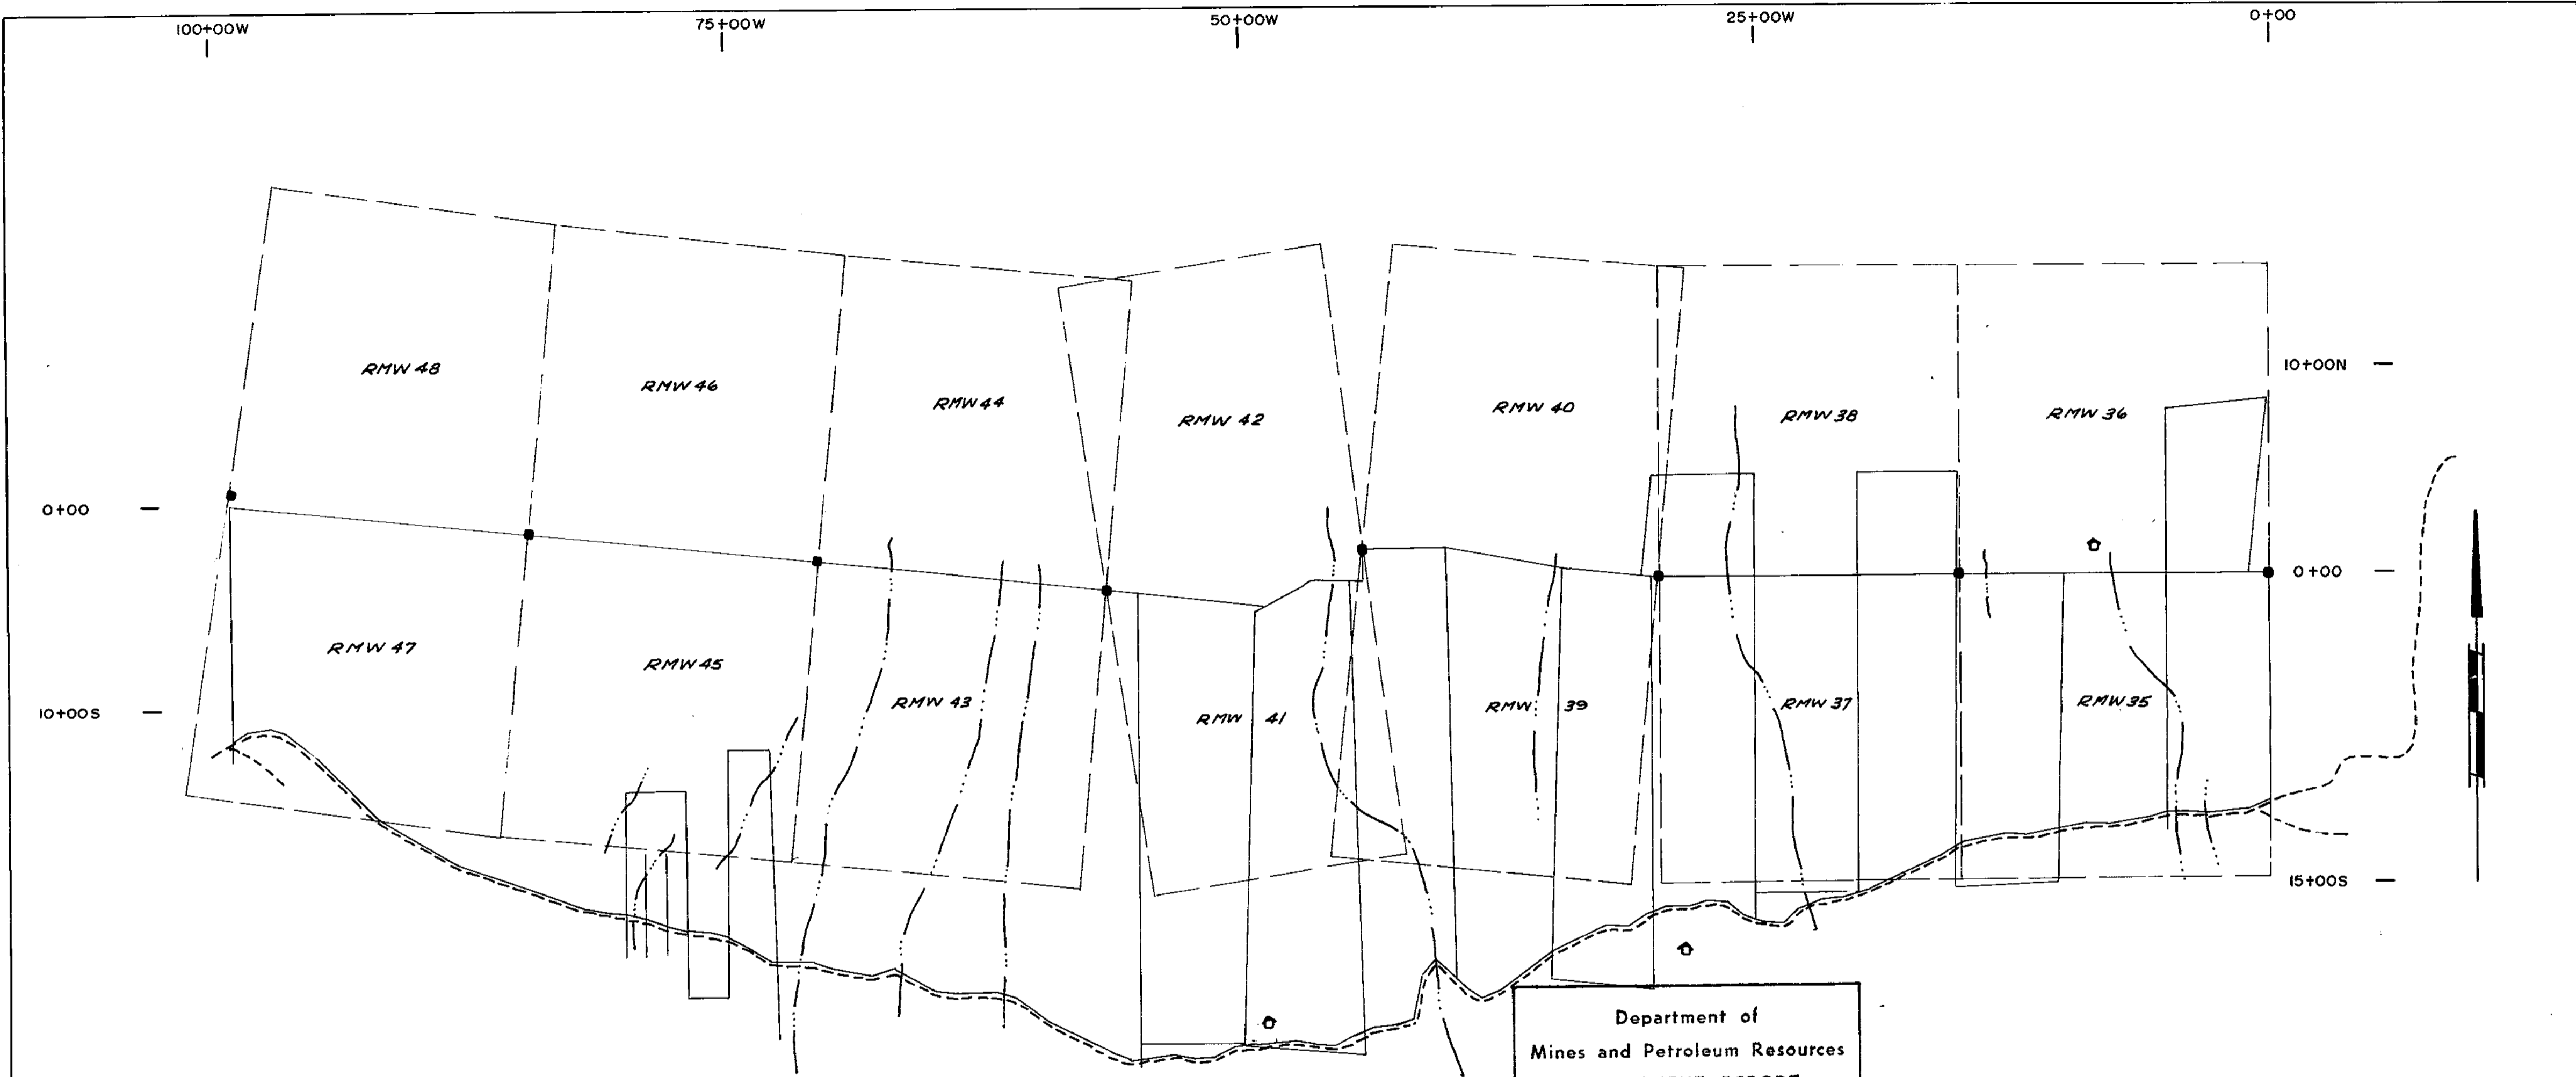 100+00W 75+00W 50+00W 25+00W 0+00
10+00N
RMW 48 RMW 46 RMW 44 RMW 42 RMW 40 RMW 38 RMW 36
0+00
0+00
RMW 47 RMW 45 RMW 43 RMW 41 RMW 39 RMW 37 RMW 35
10+00S
15+00S
Department of
Mines and Petroleum Resources